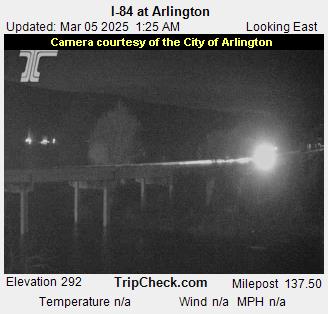 I-84 at Arlington
Updated: Mar 05 2025 1:25 AM Looking East
Camera courtesy of the City of Arlington
Elevation 292 TripCheck.com Milepost 137.50
Temperature n/a Wind n/a MPH n/a